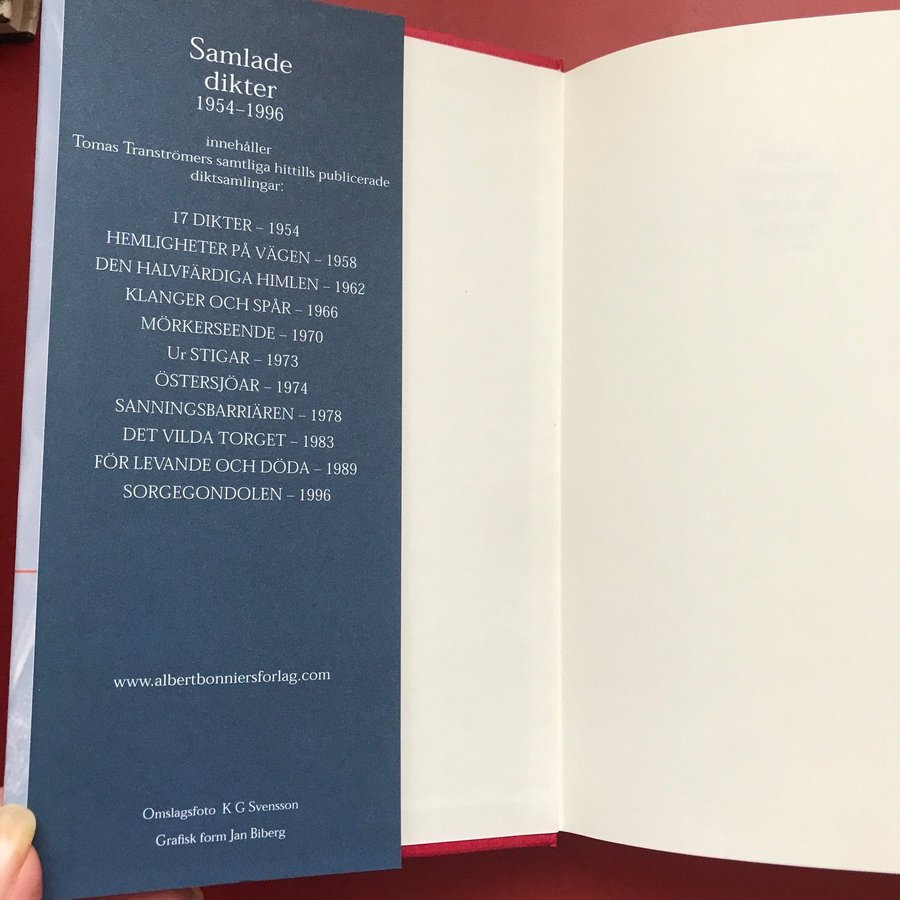 Samlade
dikter
1954–1996
innehåller
Tomas Tranströmers samtliga hittills publicerade
diktsamlingar:
17 DIKTER – 1954
HEMLIGHETER PÅ VÄGEN – 1958
DEN HALVFÄRDIGA HIMLEN – 1962
KLANGER OCH SPÅR – 1966
MÖRKERSEENDE – 1970
Ur STIGAR – 1973
ÖSTERSJÖAR – 1974
SANNINGSBARRIÄREN – 1978
DET VILDA TORGET – 1983
FÖR LEVANDE OCH DÖDA – 1989
SORGEGONDOLEN – 1996
www.albertbonniersforlag.com
Omslagsfoto K G Svensson
Grafisk form Jan Biberg